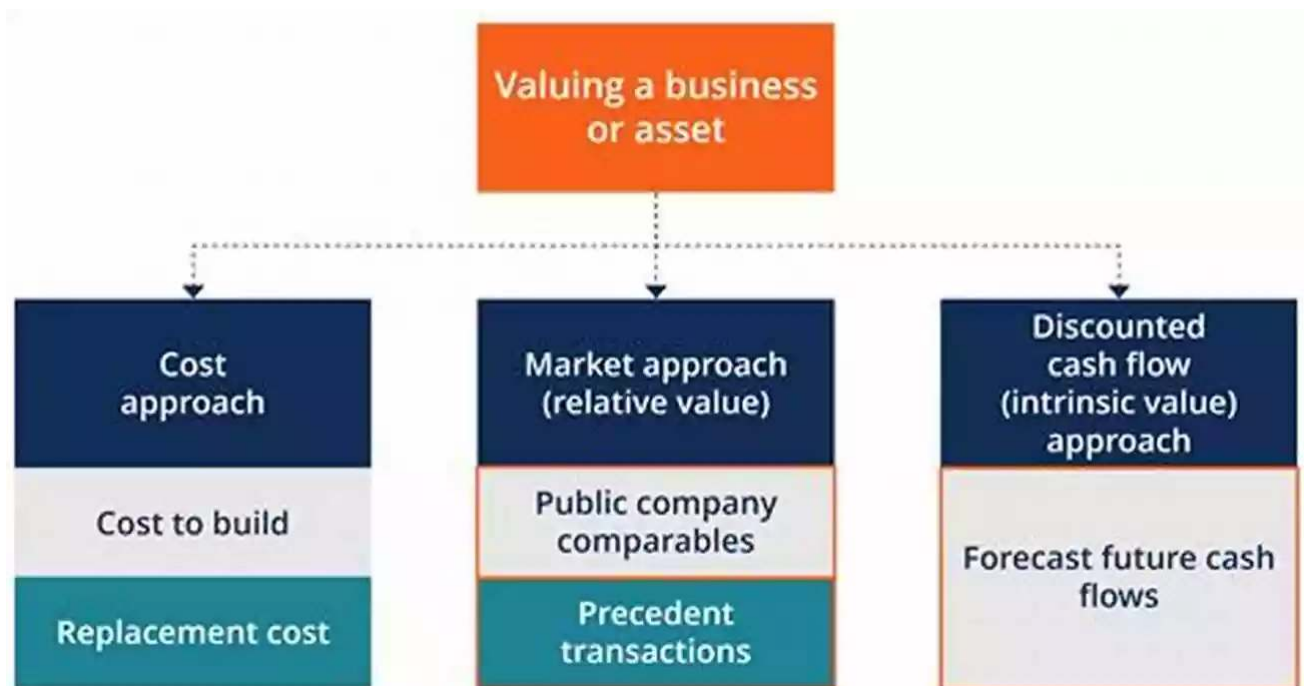 Valuing a business
or asset
Cost
approach
Market approach
(relative value)
Discounted
cash flow
(intrinsic value)
approach
Cost to build
Public company
comparables
Forecast future cash
flows
Replacement cost
Precedent
transactions